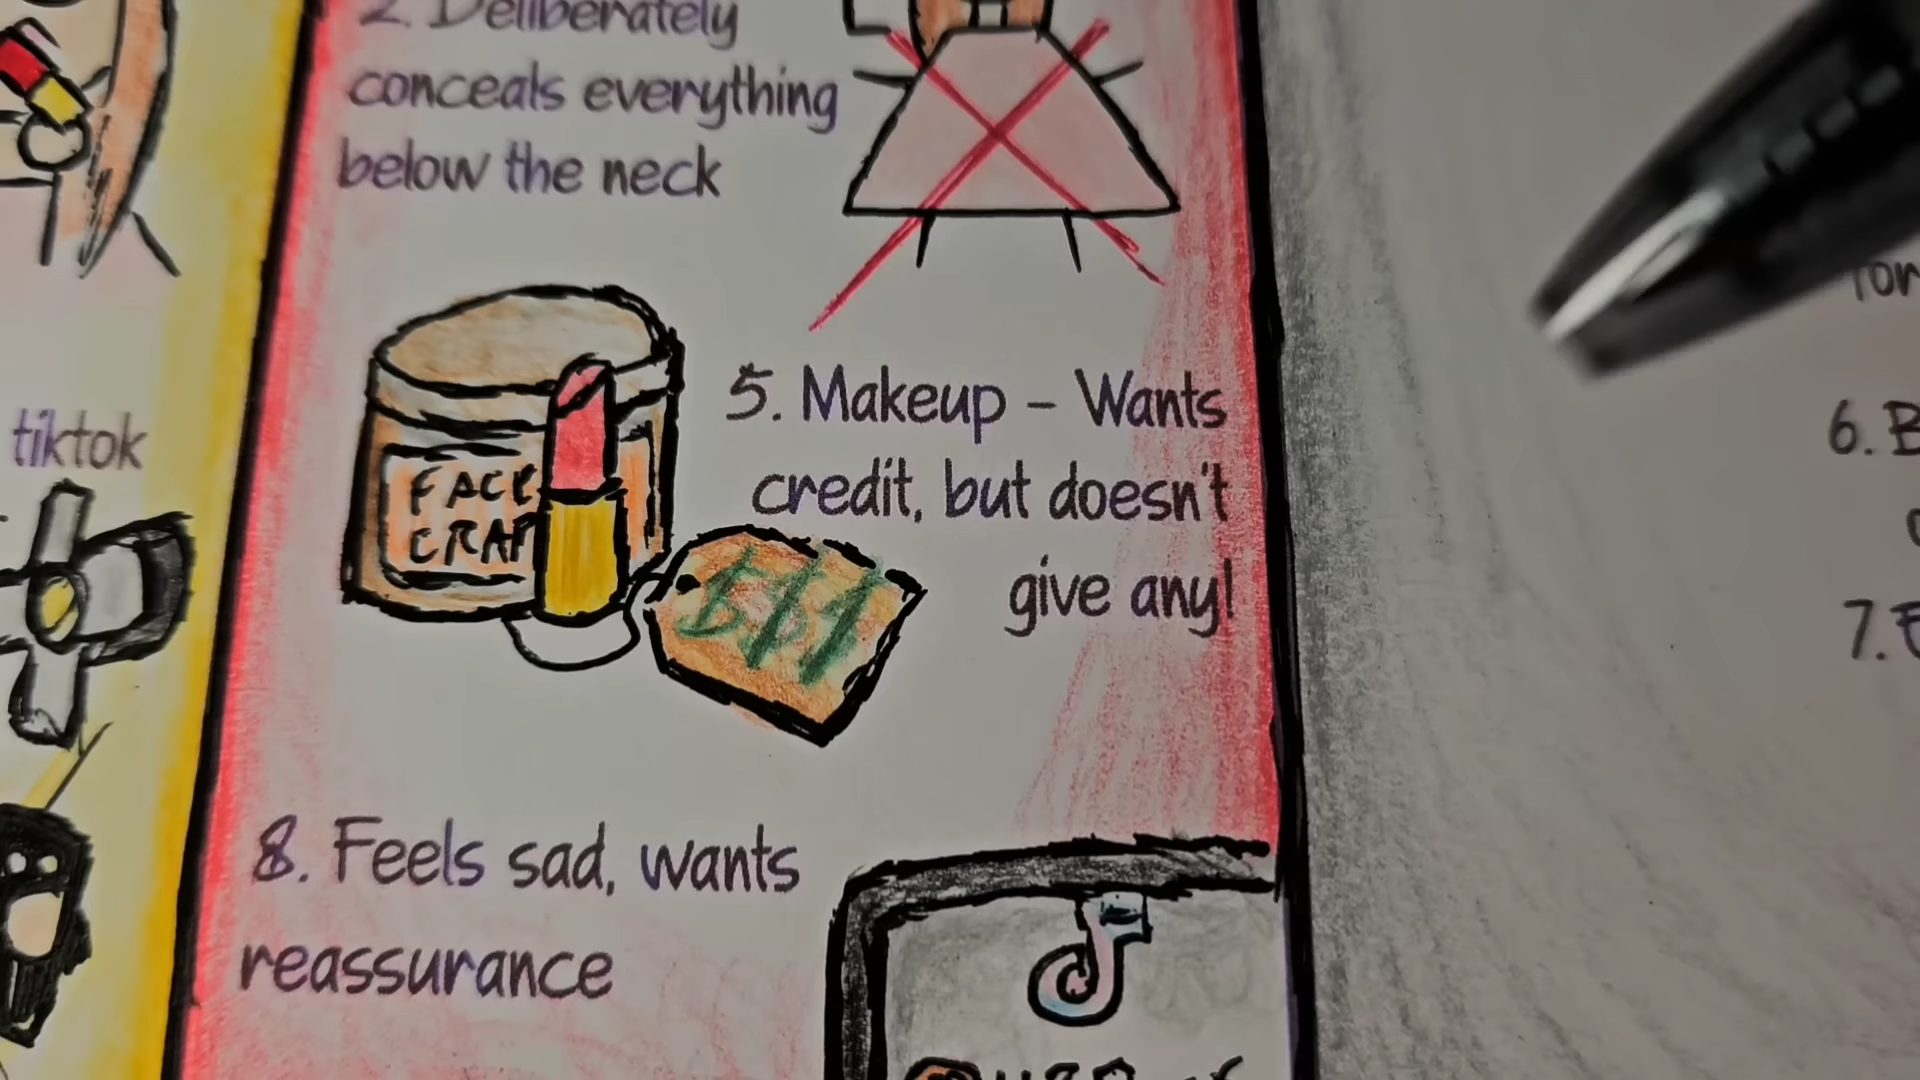 2. Deliberately
conceals everything
below the neck
tiktok
FACE
CRAP
5. Makeup – Wants
credit, but doesn't
give any!
$$$
8. Feels sad, wants
reassurance
6. B
7.